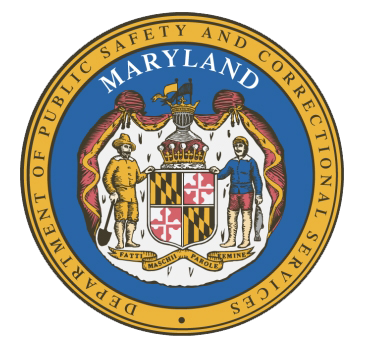 DEPARTMENT OF PUBLIC SAFETY AND CORRECTIONAL SERVICES
MARYLAND
FATTI MASCHII PAROLE FEMINE